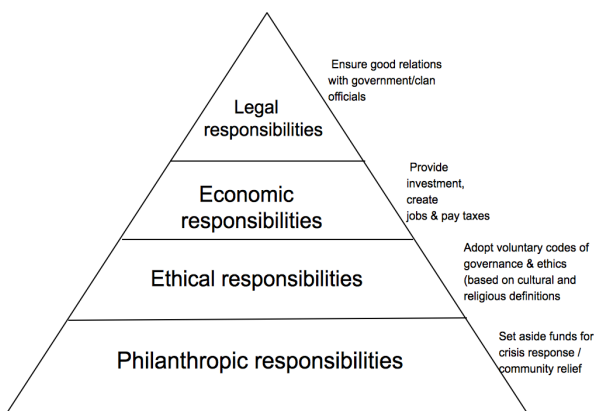 Ensure good relations
with government/clan
officials
Legal
responsibilities
Provide
investment,
create
jobs & pay taxes
Economic
responsibilities
Adopt voluntary codes of
governance & ethics
(based on cultural and
religious definitions
Ethical responsibilities
Set aside funds for
crisis response /
community relief
Philanthropic responsibilities